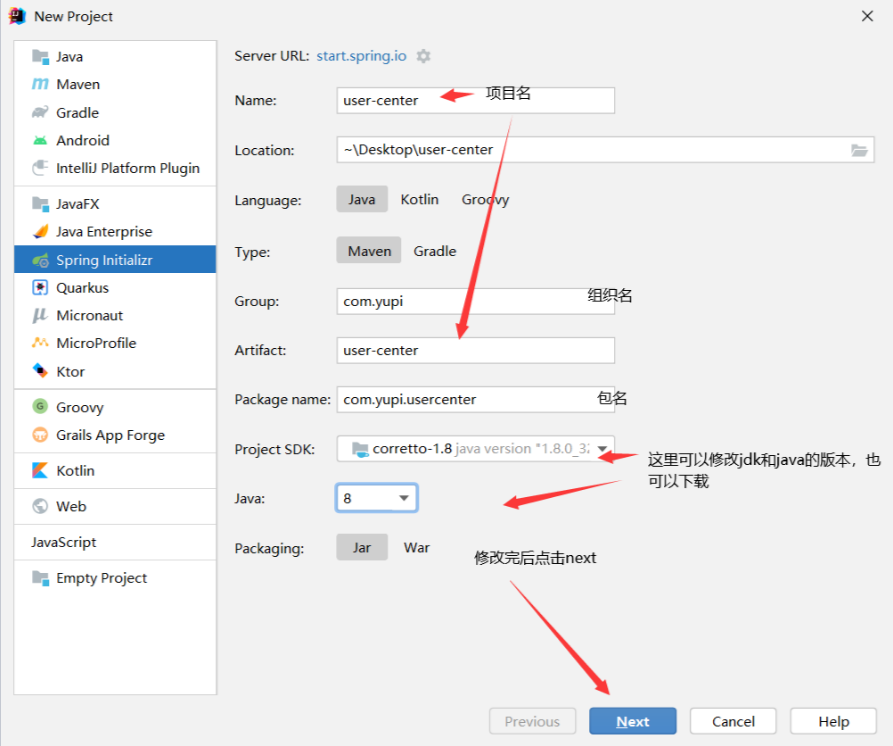 New Project
Java
Maven
Gradle
Android
IntelliJ Platform Plugin
JavaFX
Java Enterprise
Spring Initializr
Quarkus
Micronaut
MicroProfile
Ktor
Groovy
Grails App Forge
Kotlin
Web
JavaScript
Empty Project
Server URL: start.spring.io
Name: user-center 项目名
Location: ~\Desktop\user-center
Language: Java Kotlin Groovy
Type: Maven Gradle
Group: com.yupi 组织名
Artifact: user-center
Package name: com.yupi.usercenter 包名
Project SDK: corretto-1.8 java version "1.8.0_32
这里可以修改jdk和java的版本，也
可以下载
Java: 8
Packaging: Jar War
修改完后点击next
Previous Next Cancel Help